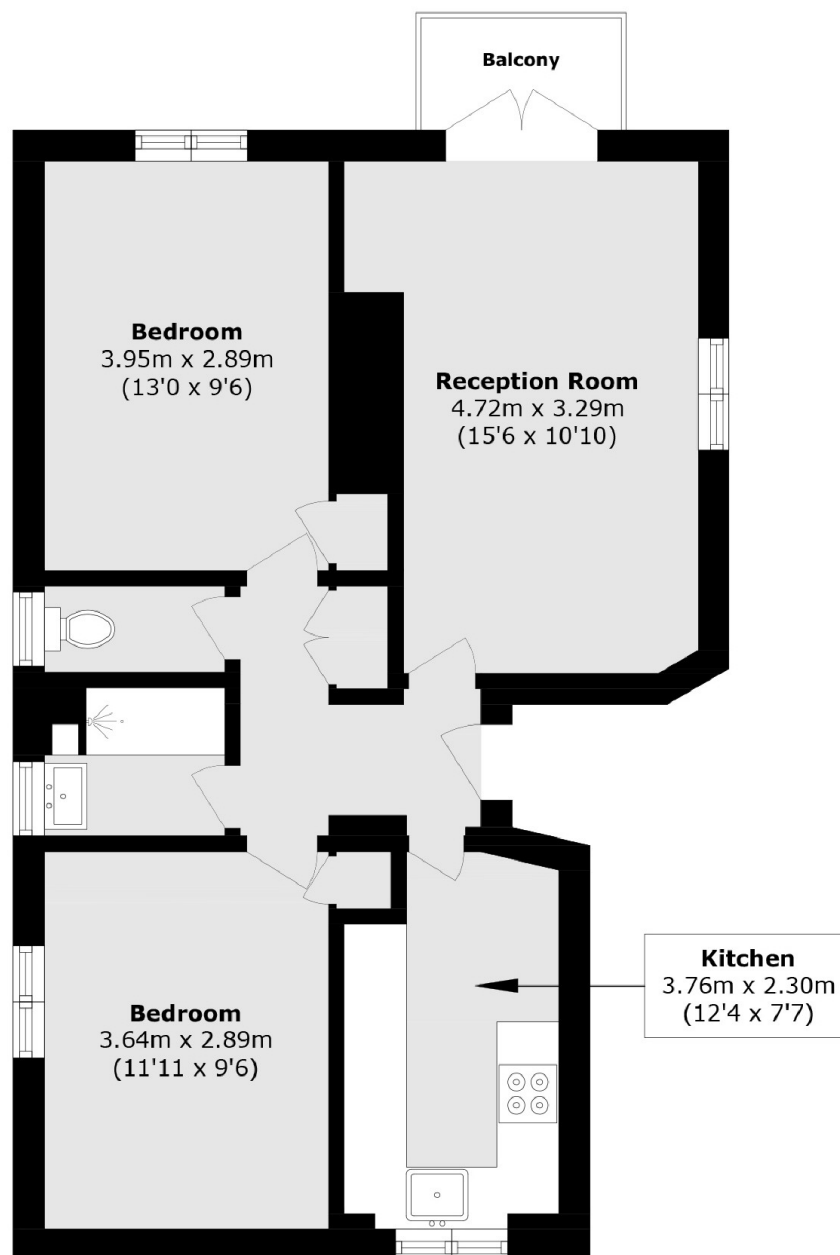 Balcony
Bedroom
3.95m x 2.89m
(13'0 x 9'6)
Reception Room
4.72m x 3.29m
(15'6 x 10'10)
Kitchen
3.76m x 2.30m
(12'4 x 7'7)
Bedroom
3.64m x 2.89m
(11'11 x 9'6)